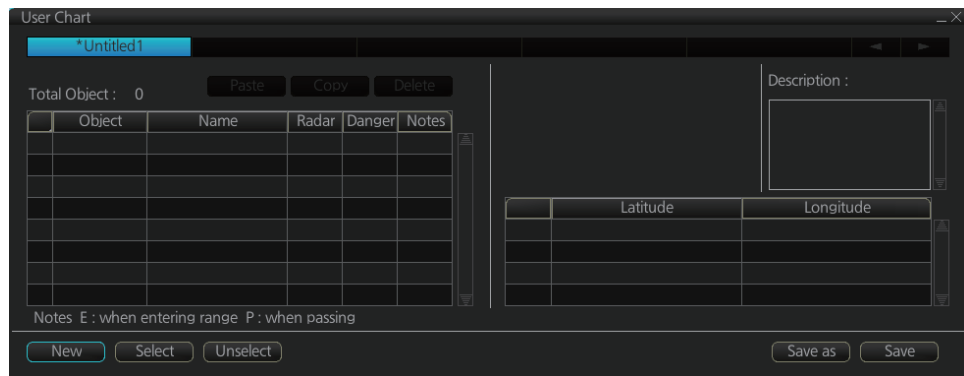 User Chart
*Untitled1
Total Object : 0
Paste Copy Delete
Description :
Object Name Radar Danger Notes
Latitude Longitude
Notes E : when entering range P : when passing
New Select Unselect Save as Save